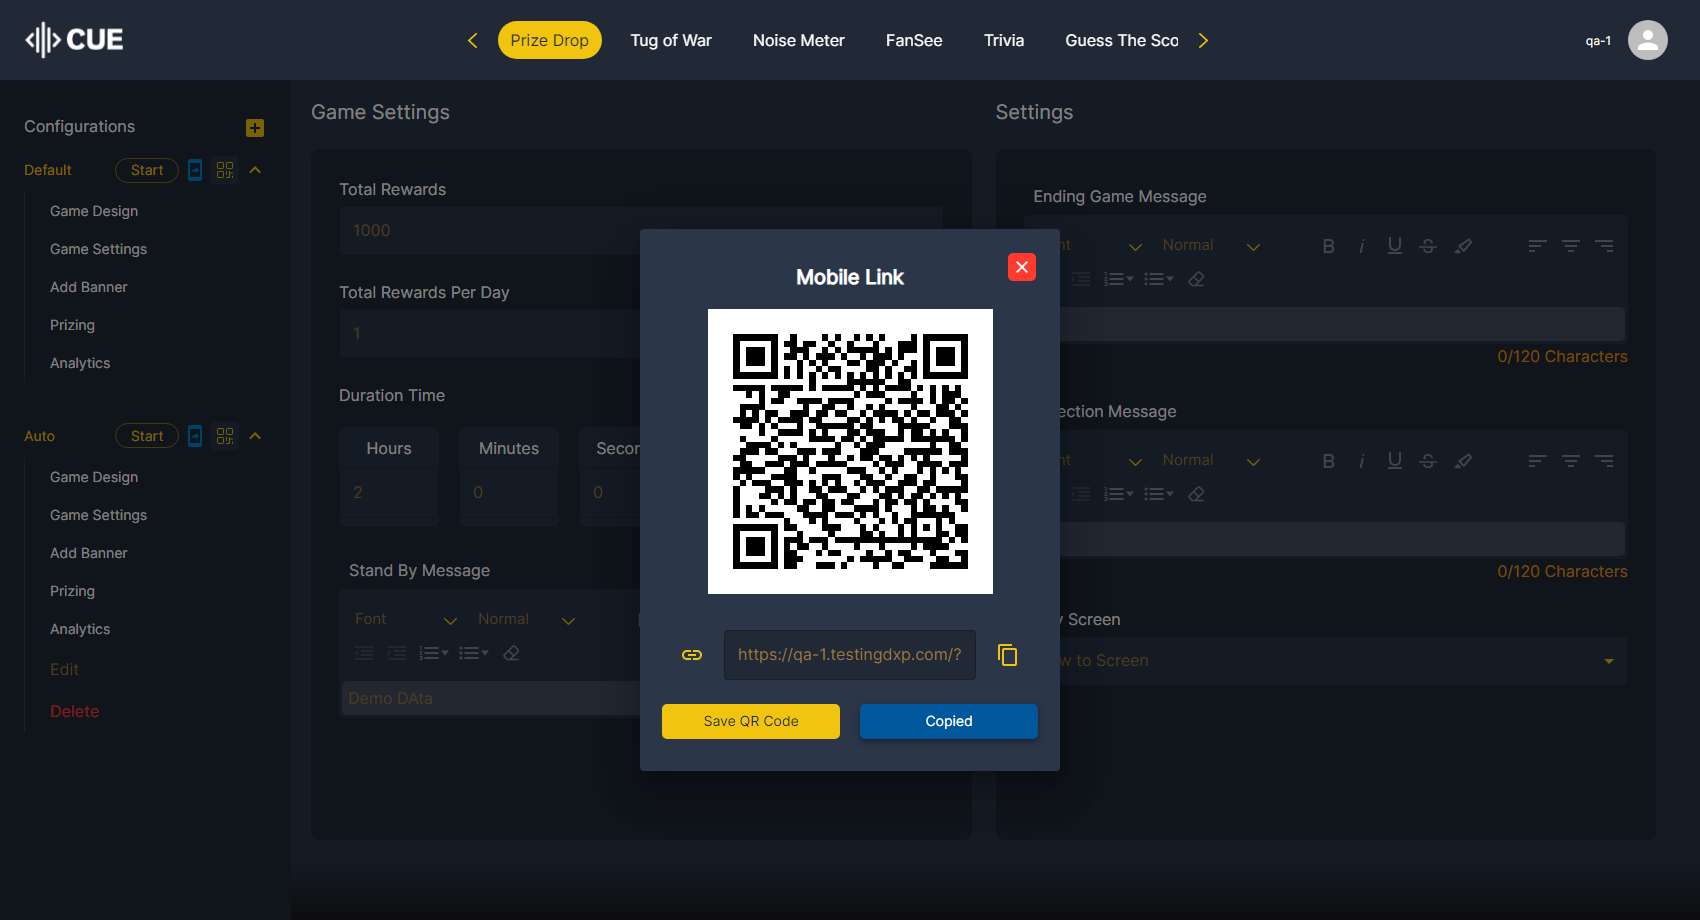 CUE
Prize Drop
Tug of War
Noise Meter
FanSee
Trivia
Guess The Sco
qa-1
Configurations
Default
Start
Game Design
Game Settings
Add Banner
Prizing
Analytics
Auto
Start
Game Design
Game Settings
Add Banner
Prizing
Analytics
Edit
Delete
Game Settings
Total Rewards
1000
Total Rewards Per Day
1
Duration Time
Hours
Minutes
Secon
2
0
0
Stand By Message
Font
Normal
Demo DAta
Mobile Link
https://qa-1.testingdxp.com/?
Save QR Code
Copied
Settings
Ending Game Message
nt
Normal
B i U S
0/120 Characters
ection Message
nt
Normal
B i U S
0/120 Characters
y Screen
w to Screen